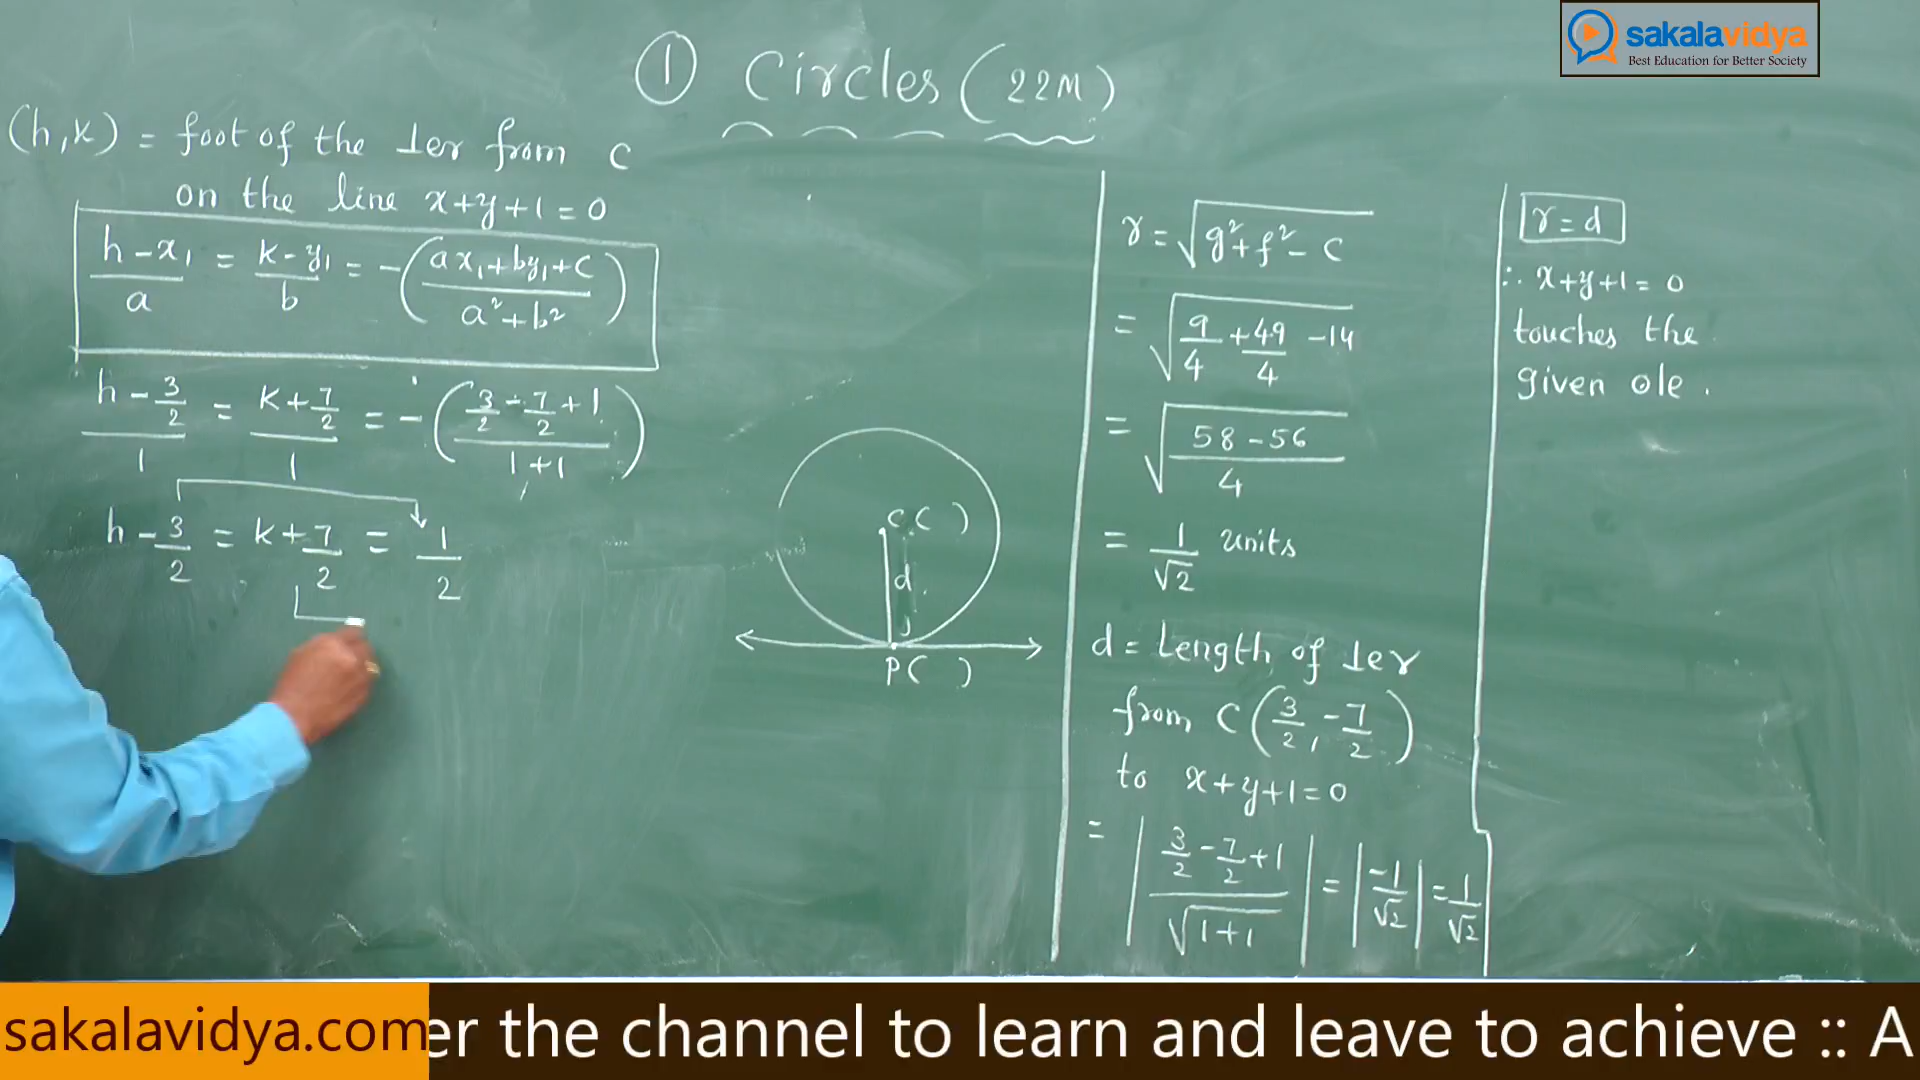 ① Circles (22M)
sakalavidya
Best Education for Better Society
(h,k) = foot of the ⊥er from C
on the line x+y+1=0
(h-x₁)/a = (k-y₁)/b = -((ax₁+by₁+c)/(a²+b²))
(h-3/2)/1 = (k+7/2)/1 = -((3/2-7/2+1)/(1+1))
h-3/2 = k+7/2 = 1/2
C( )
d
P( )
r = √(g²+f²-c)
= √(9/4+49/4-14)
= √((58-56)/4)
= 1/√2 units
d = Length of ⊥er
from C(3/2, -7/2)
to x+y+1=0
= |(3/2-7/2+1)/√(1+1)| = |-1/√2| = 1/√2
r=d
∴ x+y+1=0
touches the
given ole.
sakalavidya.com er the channel to learn and leave to achieve :: A